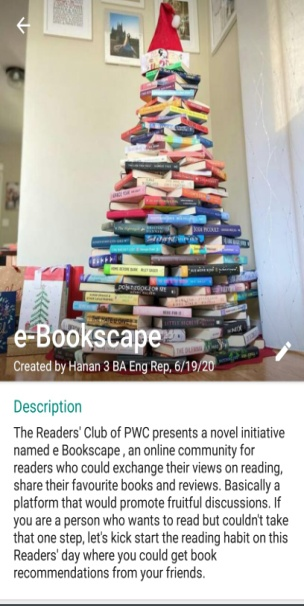 e-Bookscape
Created by Hanan 3 BA Eng Rep, 6/19/20
Description
The Readers' Club of PWC presents a novel initiative
named e Bookscape , an online community for
readers who could exchange their views on reading,
share their favourite books and reviews. Basically a
platform that would promote fruitful discussions. If
you are a person who wants to read but couldn't take
that one step, let's kick start the reading habit on this
Readers' day where you could get book
recommendations from your friends.